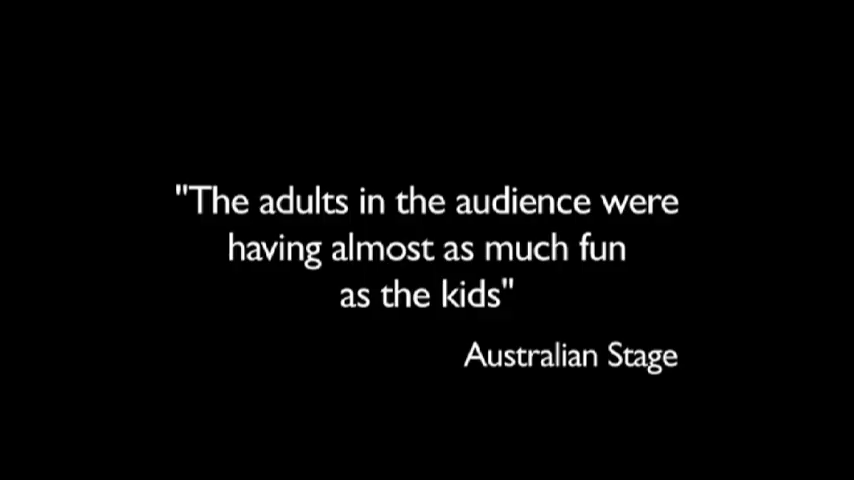 "The adults in the audience were
having almost as much fun
as the kids"
Australian Stage